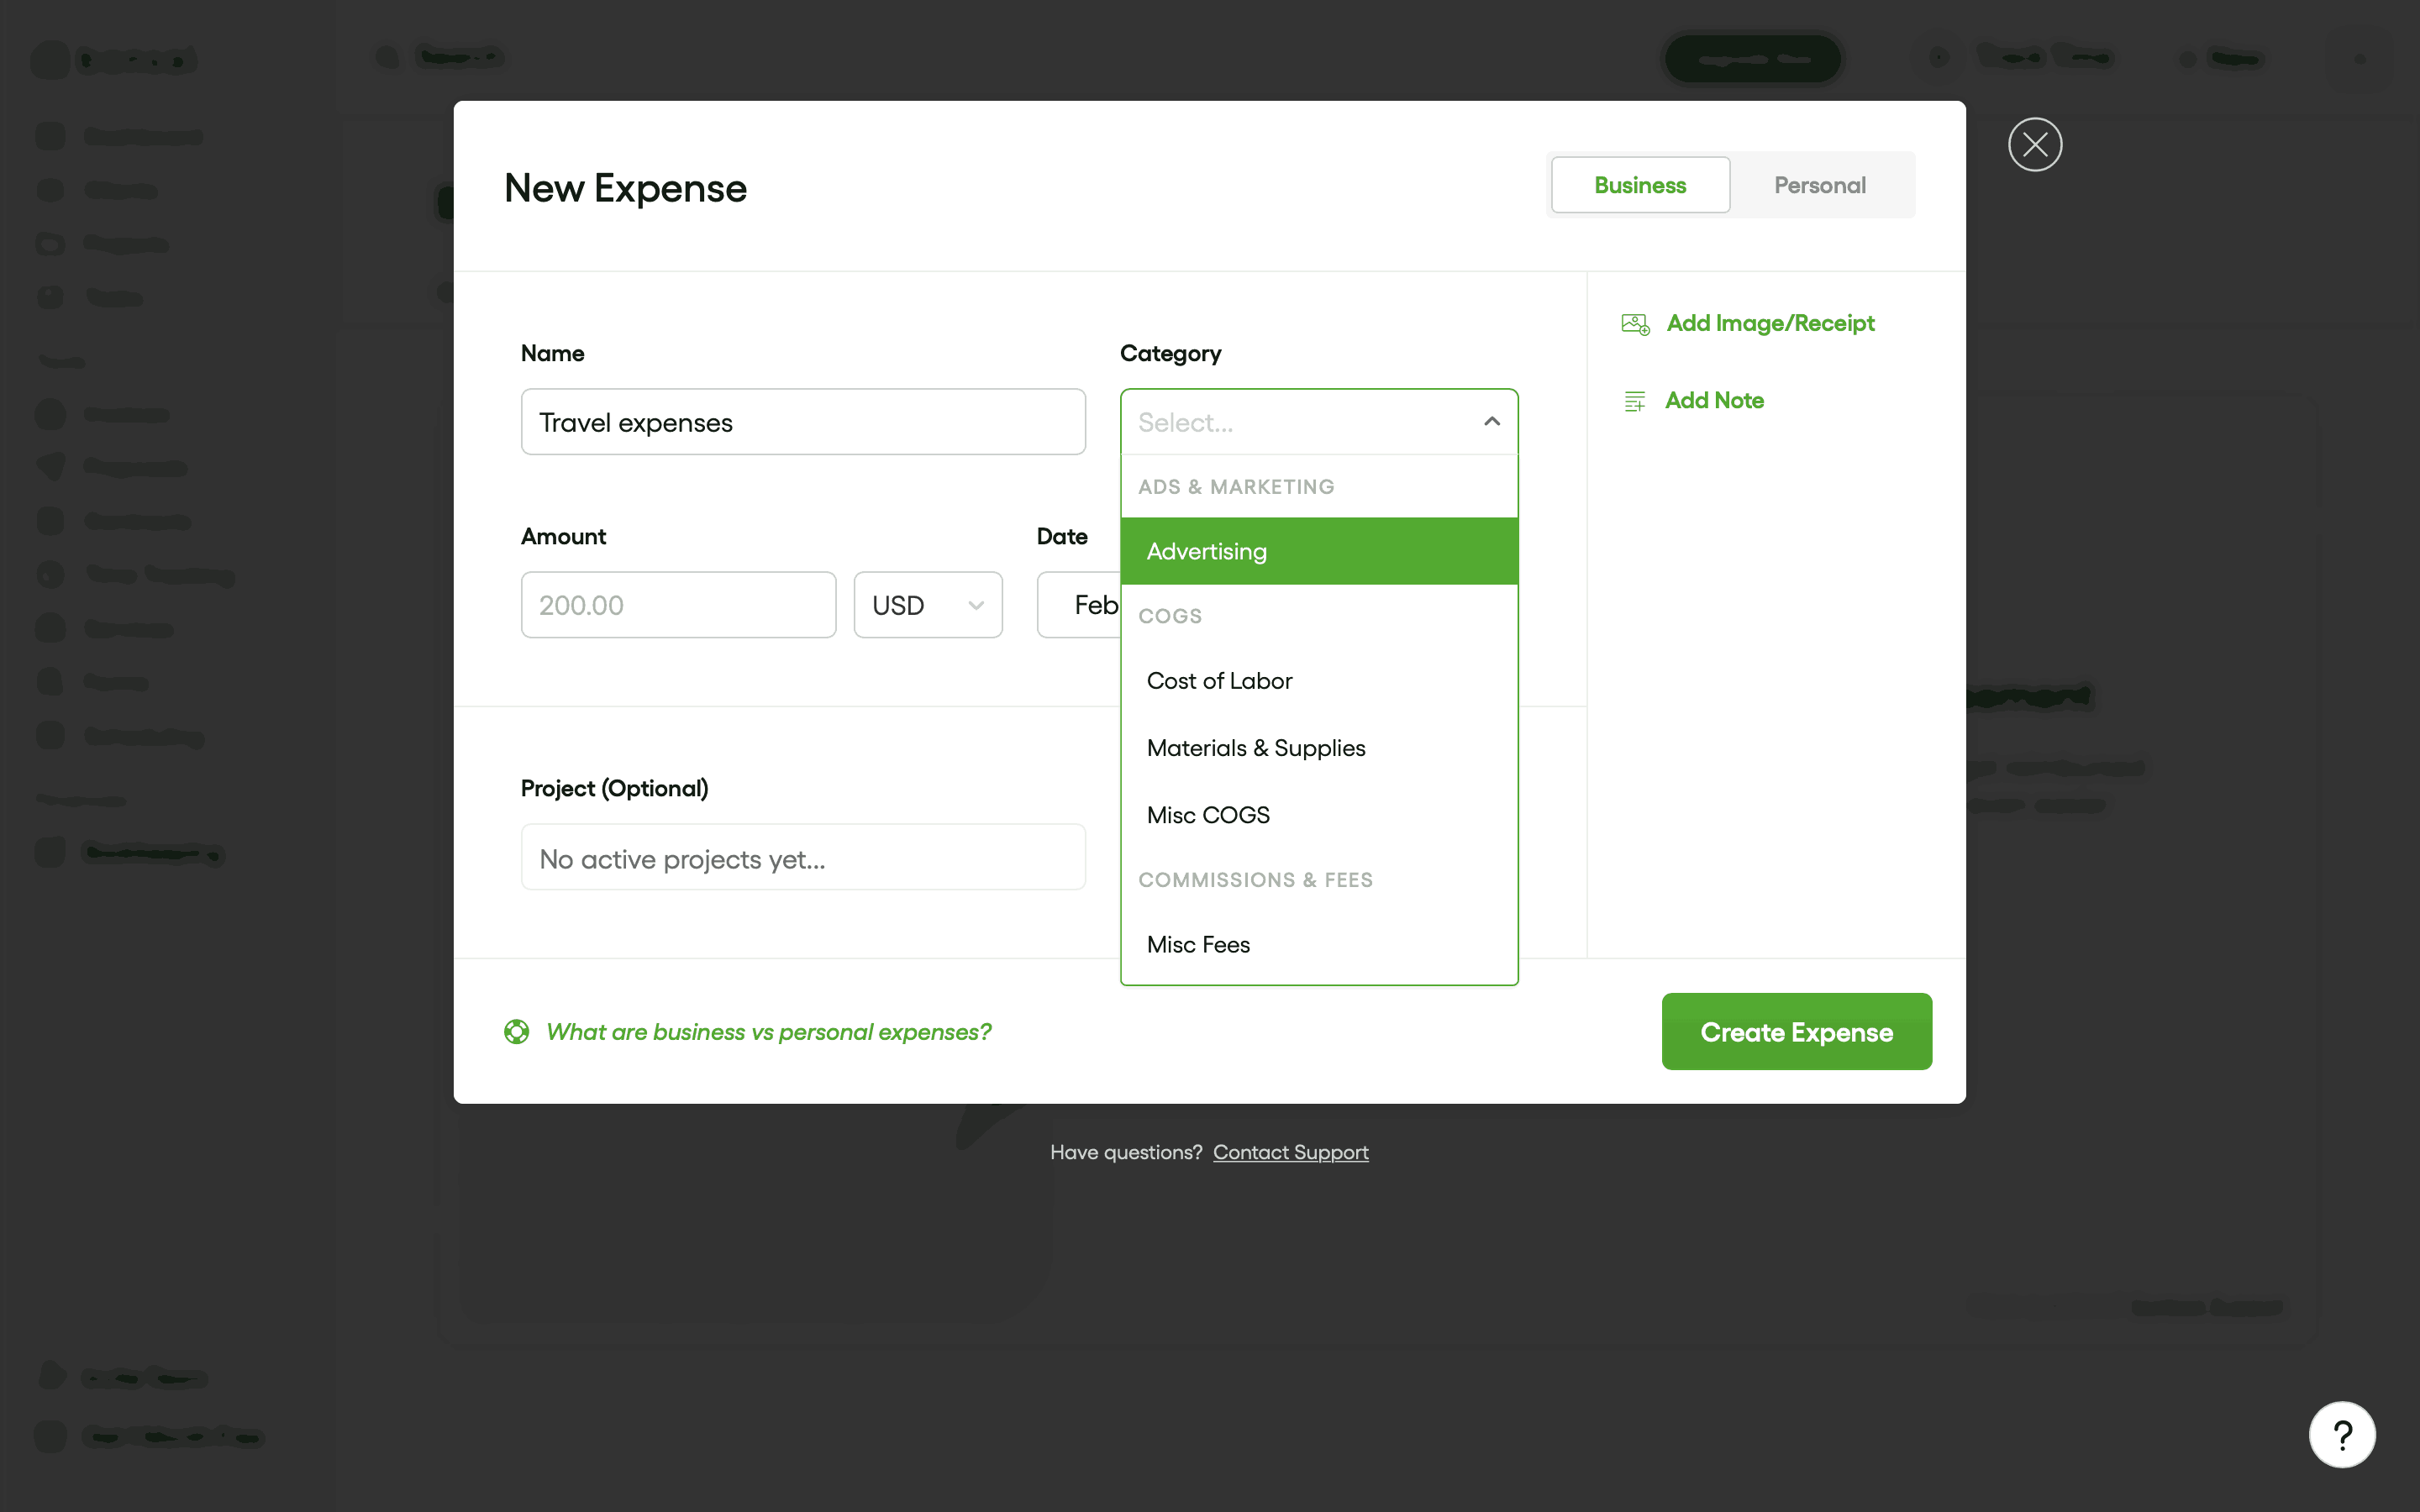 New Expense
Business
Personal
Name
Travel expenses
Category
Select...
ADS & MARKETING
Advertising
COGS
Cost of Labor
Materials & Supplies
Misc COGS
COMMISSIONS & FEES
Misc Fees
Amount
200.00
USD
Date
Feb
Project (Optional)
No active projects yet...
Add Image/Receipt
Add Note
What are business vs personal expenses?
Create Expense
Have questions? Contact Support
?